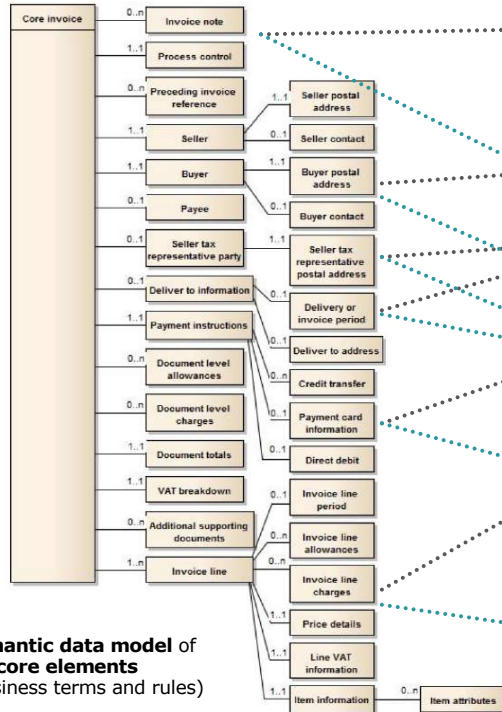 Core invoice
0..n
Invoice note
1..1
Process control
0..n
Preceding invoice
reference
1..1
Seller
1..1
Seller postal
address
0..1
Seller contact
1..1
Buyer
1..1
Buyer postal
address
0..1
Buyer contact
0..1
Payee
0..1
Seller tax
representative party
1..1
Seller tax
representative
postal address
0..1
Deliver to information
0..1
Delivery or
invoice period
0..1
Deliver to address
1..1
Payment instructions
0..n
Credit transfer
0..1
Payment card
information
0..1
Direct debit
0..n
Document level
allowances
0..n
Document level
charges
1..1
Document totals
1..1
VAT breakdown
0..n
Additional supporting
documents
1..n
Invoice line
0..1
Invoice line
period
0..n
Invoice line
allowances
0..n
Invoice line
charges
1..1
Price details
1..1
Line VAT
information
1..1
Item information
0..n
Item attributes
mantic data model of
core elements
siness terms and rules)